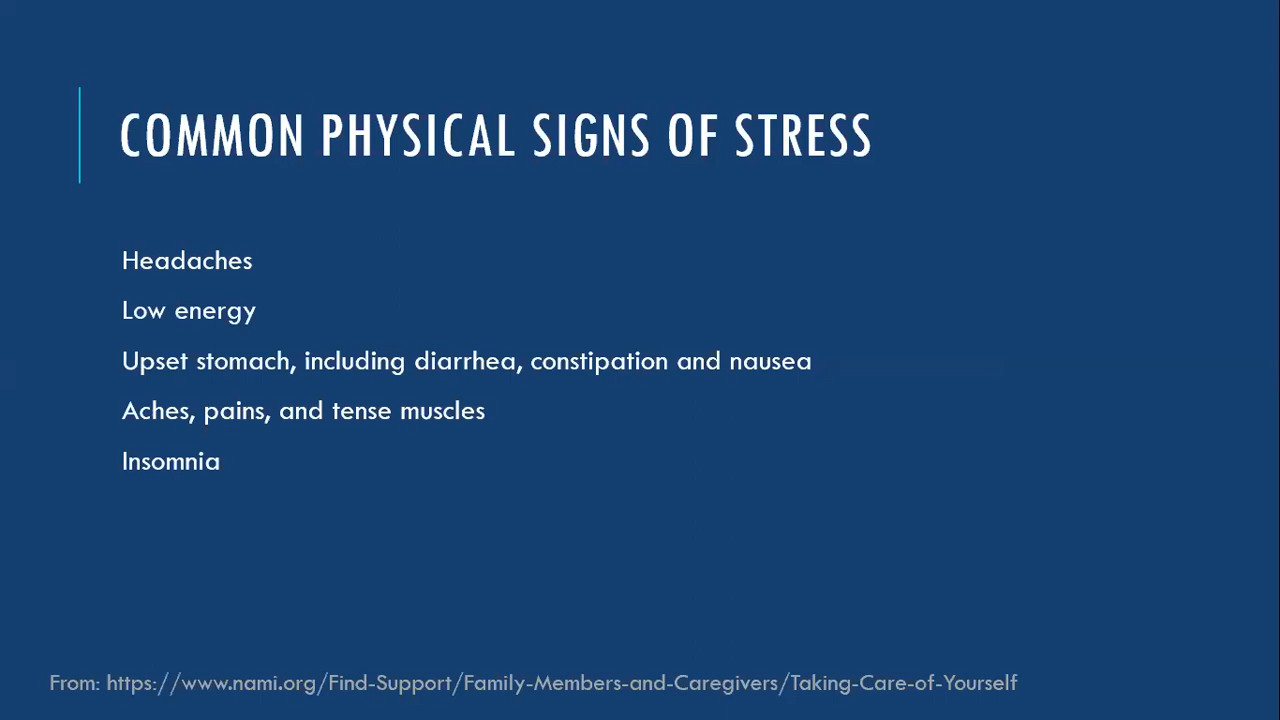 COMMON PHYSICAL SIGNS OF STRESS
Headaches
Low energy
Upset stomach, including diarrhea, constipation and nausea
Aches, pains, and tense muscles
Insomnia
From: https://www.nami.org/Find-Support/Family-Members-and-Caregivers/Taking-Care-of-Yourself